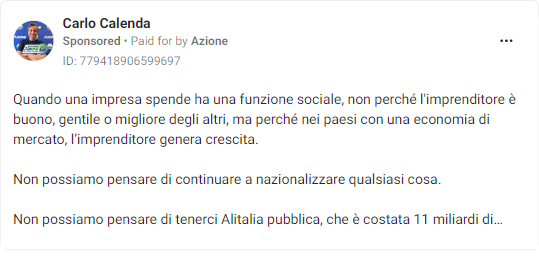 Carlo Calenda
Sponsored • Paid for by Azione
ID: 779418906599697
Quando una impresa spende ha una funzione sociale, non perché l'imprenditore è
buono, gentile o migliore degli altri, ma perché nei paesi con una economia di
mercato, l’imprenditore genera crescita.
Non possiamo pensare di continuare a nazionalizzare qualsiasi cosa.
Non possiamo pensare di tenerci Alitalia pubblica, che è costata 11 miliardi di...